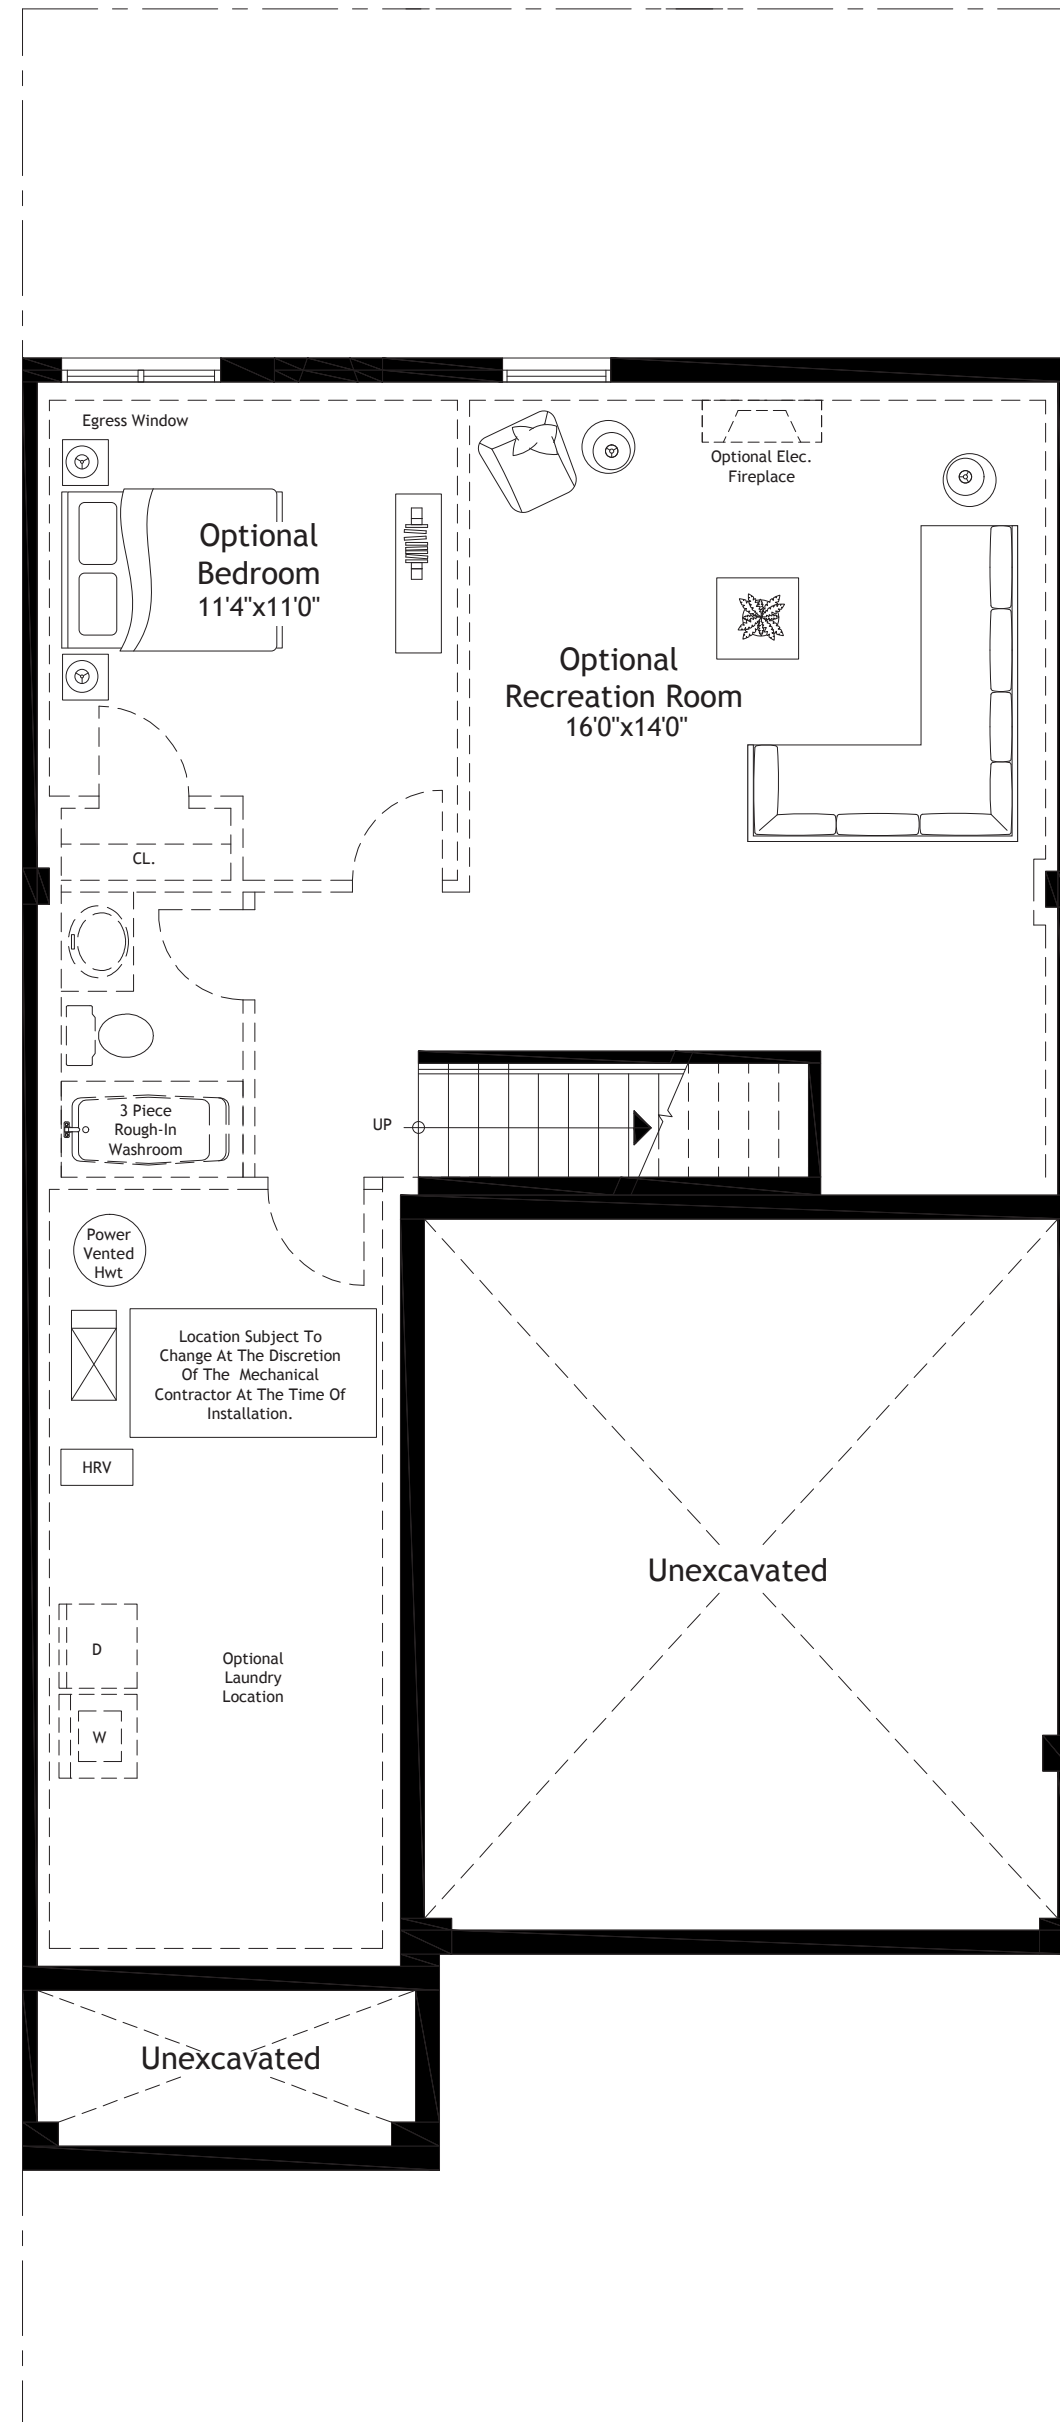 Egress Window
Optional Elec.
Fireplace
Optional
Bedroom
11'4"x11'0"
Optional
Recreation Room
16'0"x14'0"
CL.
3 Piece
Rough-In
Washroom
UP
Power
Vented
Hwt
Location Subject To
Change At The Discretion
Of The Mechanical
Contractor At The Time Of
Installation.
HRV
Unexcavated
D
Optional
Laundry
Location
W
Unexcavated